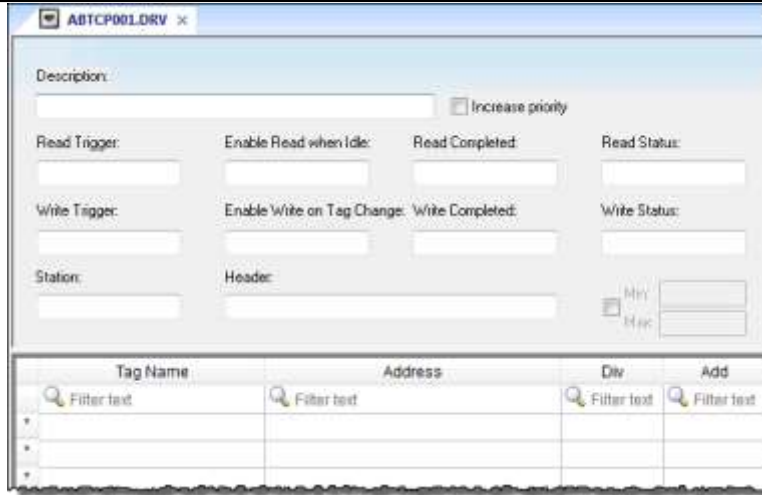 ABTCP001.DRV ×
Description:
Increase priority
Read Trigger: Enable Read when Idle: Read Completed: Read Status:
Write Trigger: Enable Write on Tag Change: Write Completed: Write Status:
Station: Header:
Min:
Max:
Tag Name Address Div Add
Filter text Filter text Filter text Filter text
*
*
*